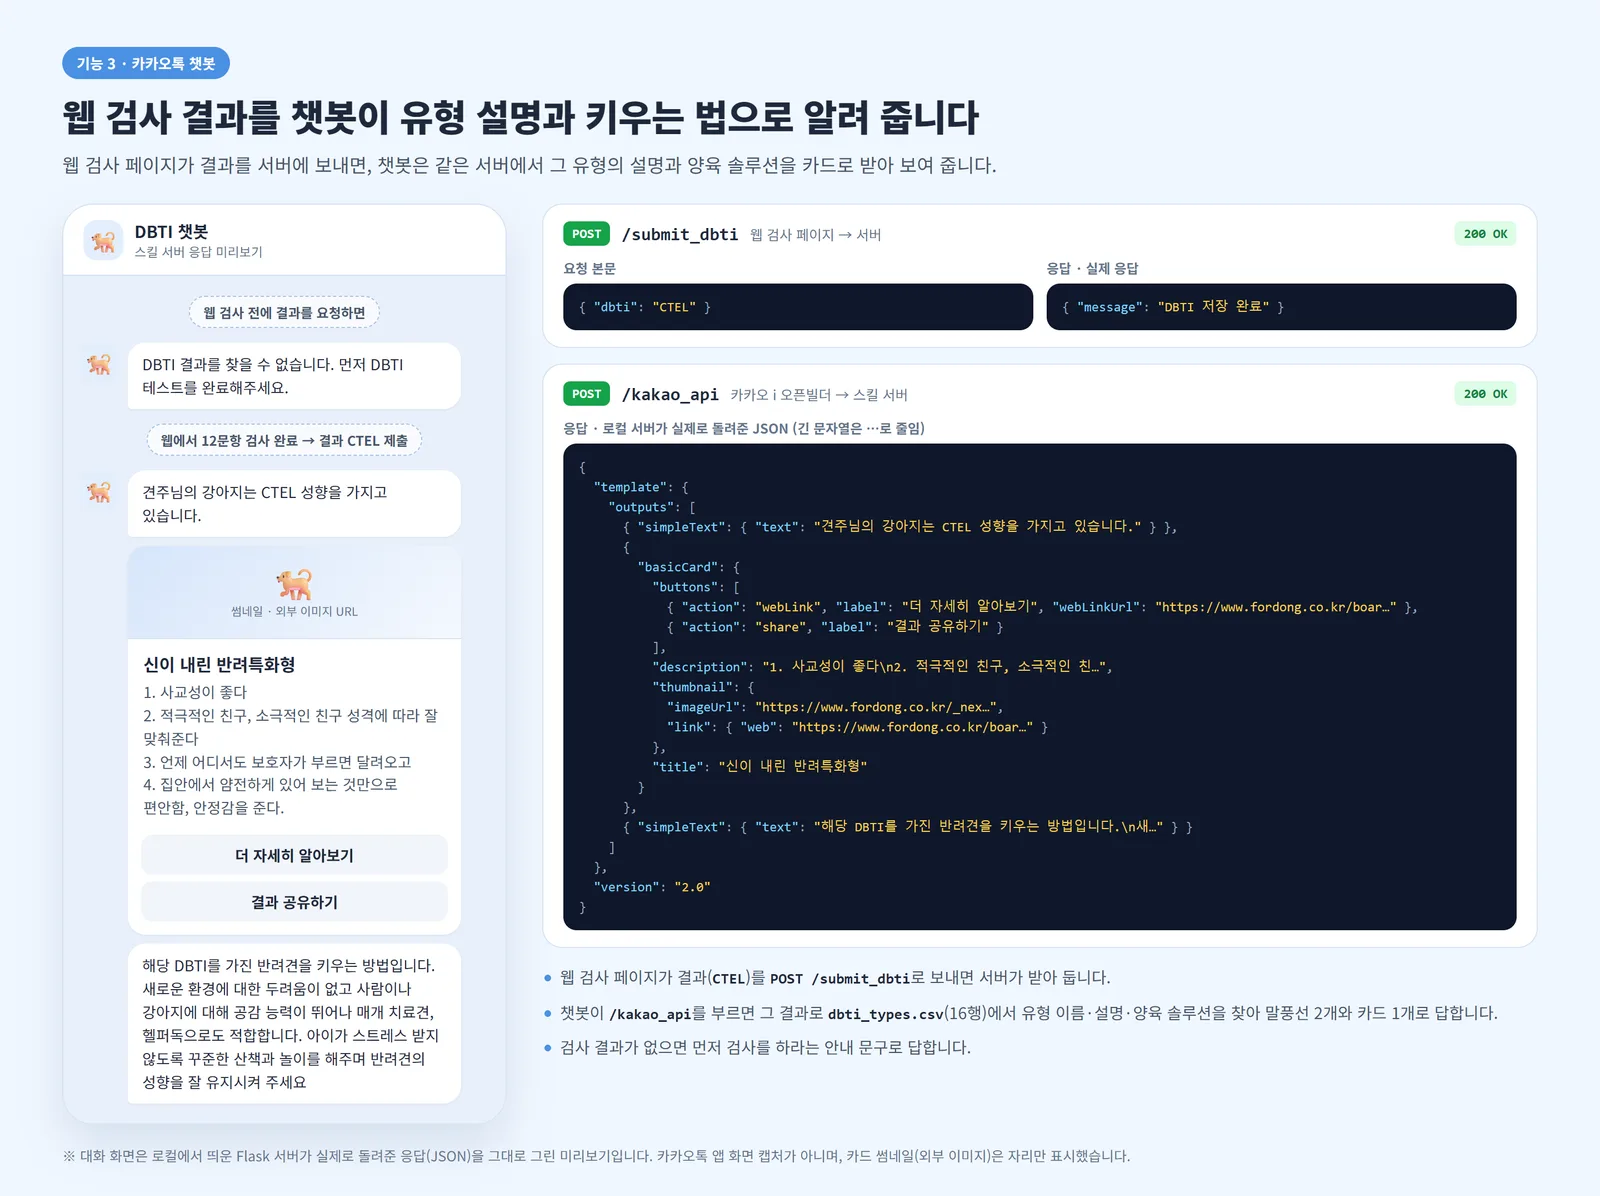 기능 3 · 카카오톡 챗봇
웹 검사 결과를 챗봇이 유형 설명과 키우는 법으로 알려 줍니다
웹 검사 페이지가 결과를 서버에 보내면, 챗봇은 같은 서버에서 그 유형의 설명과 양육 솔루션을 카드로 받아 보여 줍니다.
DBTI 챗봇
스킬 서버 응답 미리보기
웹 검사 전에 결과를 요청하면
DBTI 결과를 찾을 수 없습니다. 먼저 DBTI
테스트를 완료해주세요.
웹에서 12문항 검사 완료 → 결과 CTEL 제출
견주님의 강아지는 CTEL 성향을 가지고
있습니다.
썸네일 · 외부 이미지 URL
신이 내린 반려특화형
1. 사교성이 좋다
2. 적극적인 친구, 소극적인 친구 성격에 따라 잘
맞춰준다
3. 언제 어디서도 보호자가 부르면 달려오고
4. 집안에서 얌전하게 있어 보는 것만으로
편안함, 안정감을 준다.
더 자세히 알아보기
결과 공유하기
해당 DBTI를 가진 반려견을 키우는 방법입니다.
새로운 환경에 대한 두려움이 없고 사람이나
강아지에 대해 공감 능력이 뛰어나 매개 치료견,
헬퍼독으로도 적합합니다. 아이가 스트레스 받지
않도록 꾸준한 산책과 놀이를 해주며 반려견의
성향을 잘 유지시켜 주세요
POST /submit_dbti 웹 검사 페이지 → 서버 200 OK
요청 본문
{ "dbti": "CTEL" }
응답 · 실제 응답
{ "message": "DBTI 저장 완료" }
POST /kakao_api 카카오 i 오픈빌더 → 스킬 서버 200 OK
응답 · 로컬 서버가 실제로 돌려준 JSON (긴 문자열은 …로 줄임)
{
"template": {
"outputs": [
{ "simpleText": { "text": "견주님의 강아지는 CTEL 성향을 가지고 있습니다." } },
{
"basicCard": {
"buttons": [
{ "action": "webLink", "label": "더 자세히 알아보기", "webLinkUrl": "https://www.fordong.co.kr/boar…" },
{ "action": "share", "label": "결과 공유하기" }
],
"description": "1. 사교성이 좋다\n2. 적극적인 친구, 소극적인 친…",
"thumbnail": {
"imageUrl": "https://www.fordong.co.kr/_nex…",
"link": { "web": "https://www.fordong.co.kr/boar…" }
},
"title": "신이 내린 반려특화형"
}
},
{ "simpleText": { "text": "해당 DBTI를 가진 반려견을 키우는 방법입니다.\n새…" } }
]
},
"version": "2.0"
}
• 웹 검사 페이지가 결과(CTEL)를 POST /submit_dbti로 보내면 서버가 받아 둡니다.
• 챗봇이 /kakao_api를 부르면 그 결과로 dbti_types.csv(16행)에서 유형 이름·설명·양육 솔루션을 찾아 말풍선 2개와 카드 1개로 답합니다.
• 검사 결과가 없으면 먼저 검사를 하라는 안내 문구로 답합니다.
※ 대화 화면은 로컬에서 띄운 Flask 서버가 실제로 돌려준 응답(JSON)을 그대로 그린 미리보기입니다. 카카오톡 앱 화면 캡처가 아니며, 카드 썸네일(외부 이미지)은 자리만 표시했습니다.